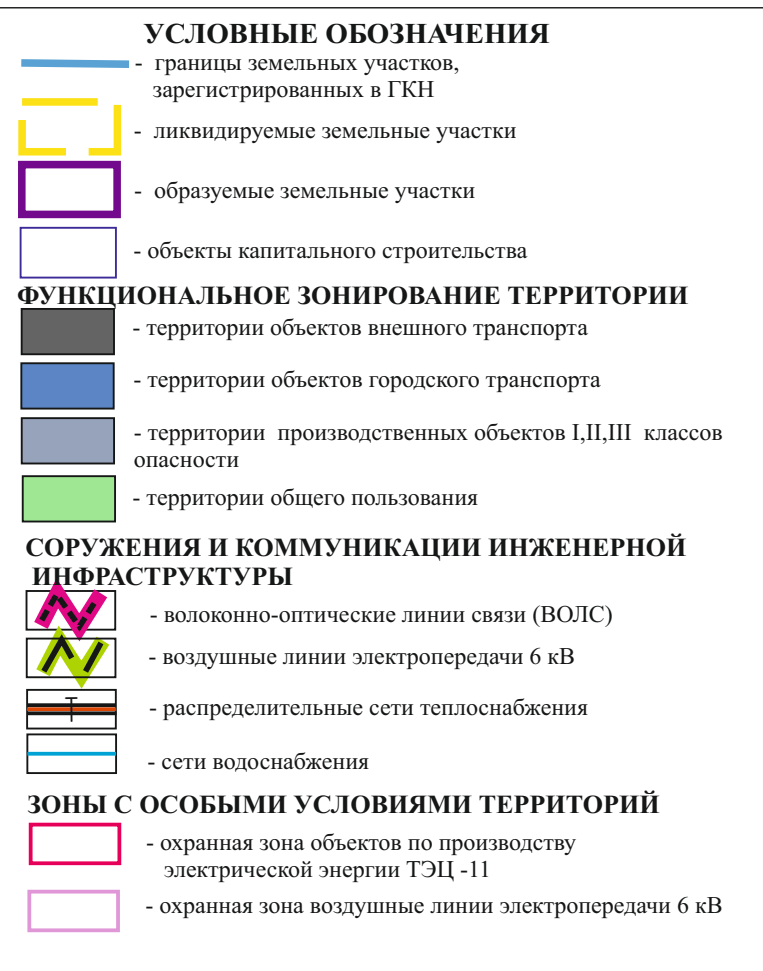 УСЛОВНЫЕ ОБОЗНАЧЕНИЯ
- границы земельных участков,
зарегистрированных в ГКН
- ликвидируемые земельные участки
- образуемые земельные участки
- объекты капитального строительства
ФУНКЦИОНАЛЬНОЕ ЗОНИРОВАНИЕ ТЕРРИТОРИИ
- территории объектов внешного транспорта
- территории объектов городского транспорта
- территории производственных объектов I,II,III классов
опасности
- территории общего пользования
СОРУЖЕНИЯ И КОММУНИКАЦИИ ИНЖЕНЕРНОЙ
ИНФРАСТРУКТУРЫ
- волоконно-оптические линии связи (ВОЛС)
- воздушные линии электропередачи 6 кВ
Т - распределительные сети теплоснабжения
- сети водоснабжения
ЗОНЫ С ОСОБЫМИ УСЛОВИЯМИ ТЕРРИТОРИЙ
- охранная зона объектов по производству
электрической энергии ТЭЦ -11
- охранная зона воздушные линии электропередачи 6 кВ